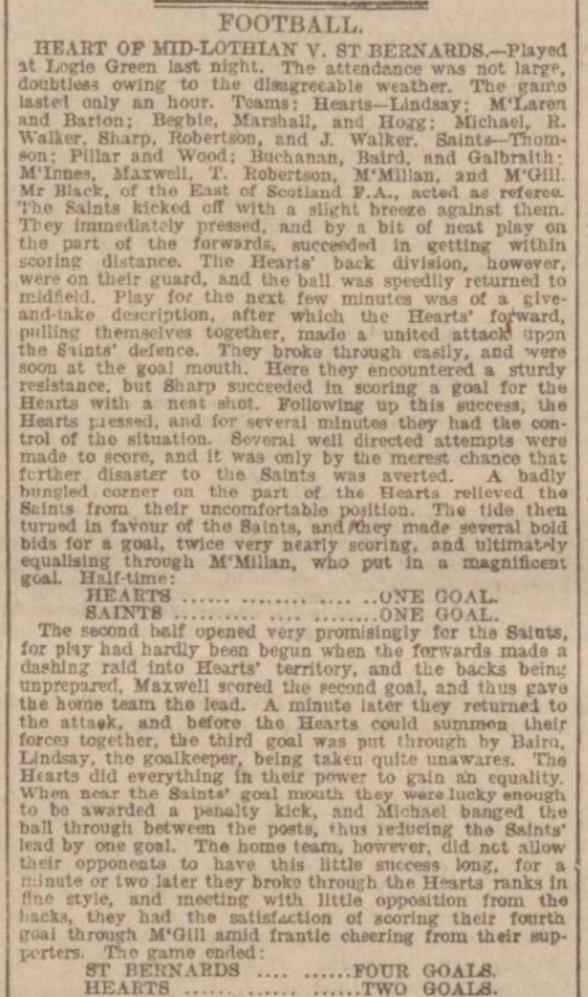 FOOTBALL.
HEART OF MID-LOTHIAN V. ST BERNARDS.—Played
at Logie Green last night. The attendance was not large,
doubtless owing to the disagreeable weather. The game
lasted only an hour. Teams: Hearts—Lindsay; M'Laren
and Barton; Begbie, Marshall, and Hogg; Michael, R.
Walker, Sharp, Robertson, and J. Walker. Saints—Thom-
son; Pillar and Wood; Buchanan, Baird, and Galbraith;
M'Innes, Maxwell, T. Robertson, M'Millan, and M'Gill.
Mr Black, of the East of Scotland F.A., acted as referee.
The Saints kicked off with a slight breeze against them.
They immediately pressed, and by a bit of neat play on
the part of the forwards, succeeded in getting within
scoring distance. The Hearts' back division, however,
were on their guard, and the ball was speedily returned to
midfield. Play for the next few minutes was of a give-
and-take description, after which the Hearts' forward,
pulling themselves together, made a united attack upon
the Saints' defence. They broke through easily, and were
soon at the goal mouth. Here they encountered a sturdy
resistance, but Sharp succeeded in scoring a goal for the
Hearts with a neat shot. Following up this success, the
Hearts pressed, and for several minutes they had the con-
trol of the situation. Several well directed attempts were
made to score, and it was only by the merest chance that
further disaster to the Saints was averted. A badly
bungled corner on the part of the Hearts relieved the
Saints from their uncomfortable position. The tide then
turned in favour of the Saints, and they made several bold
bids for a goal, twice very nearly scoring, and ultimately
equalising through M'Millan, who put in a magnificent
goal. Half-time:
HEARTS ...... ......... .... ..ONE GOAL.
SAINTS ...... ..... .... ........ONE GOAL.
The second half opened very promisingly for the Saints,
for play had hardly been begun when the forwards made a
dashing raid into Hearts' territory, and the backs being
unprepared, Maxwell scored the second goal, and thus gave
the home team the lead. A minute later they returned to
the attack, and before the Hearts could summon their
forces together, the third goal was put through by Baird,
Lindsay, the goalkeeper, being taken quite unawares. The
Hearts did everything in their power to gain an equality.
When near the Saints' goal mouth they were lucky enough
to be awarded a penalty kick, and Michael banged the
ball through between the posts, thus reducing the Saints'
lead by one goal. The home team, however, did not allow
their opponents to have this little success long, for a
minute or two later they broke through the Hearts ranks in
fine style, and meeting with little opposition from the
backs, they had the satisfaction of scoring their fourth
goal through M'Gill amid frantic cheering from their sup-
porters. The game ended:
ST BERNARDS .... ......FOUR GOALS.
HEARTS .... .... .... ......TWO GOALS.